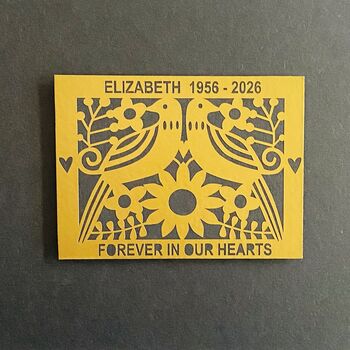 ELIZABETH 1956 - 2026
FOREVER IN OUR HEARTS